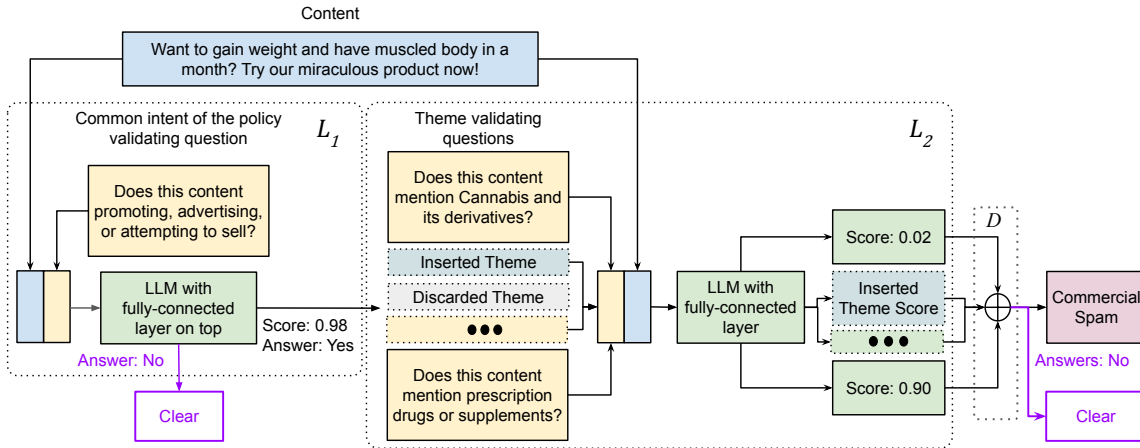 Content
Want to gain weight and have muscled body in a
month? Try our miraculous product now!
Common intent of the policy
validating question
L1
Does this content
promoting, advertising,
or attempting to sell?
LLM with
fully-connected
layer on top
Score: 0.98
Answer: Yes
Answer: No
Clear
Theme validating
questions
L2
Does this content
mention Cannabis and
its derivatives?
Inserted Theme
Discarded Theme
Does this content
mention prescription
drugs or supplements?
LLM with
fully-connected
layer
Score: 0.02
Inserted
Theme Score
Score: 0.90
D
Commercial
Spam
Answers: No
Clear